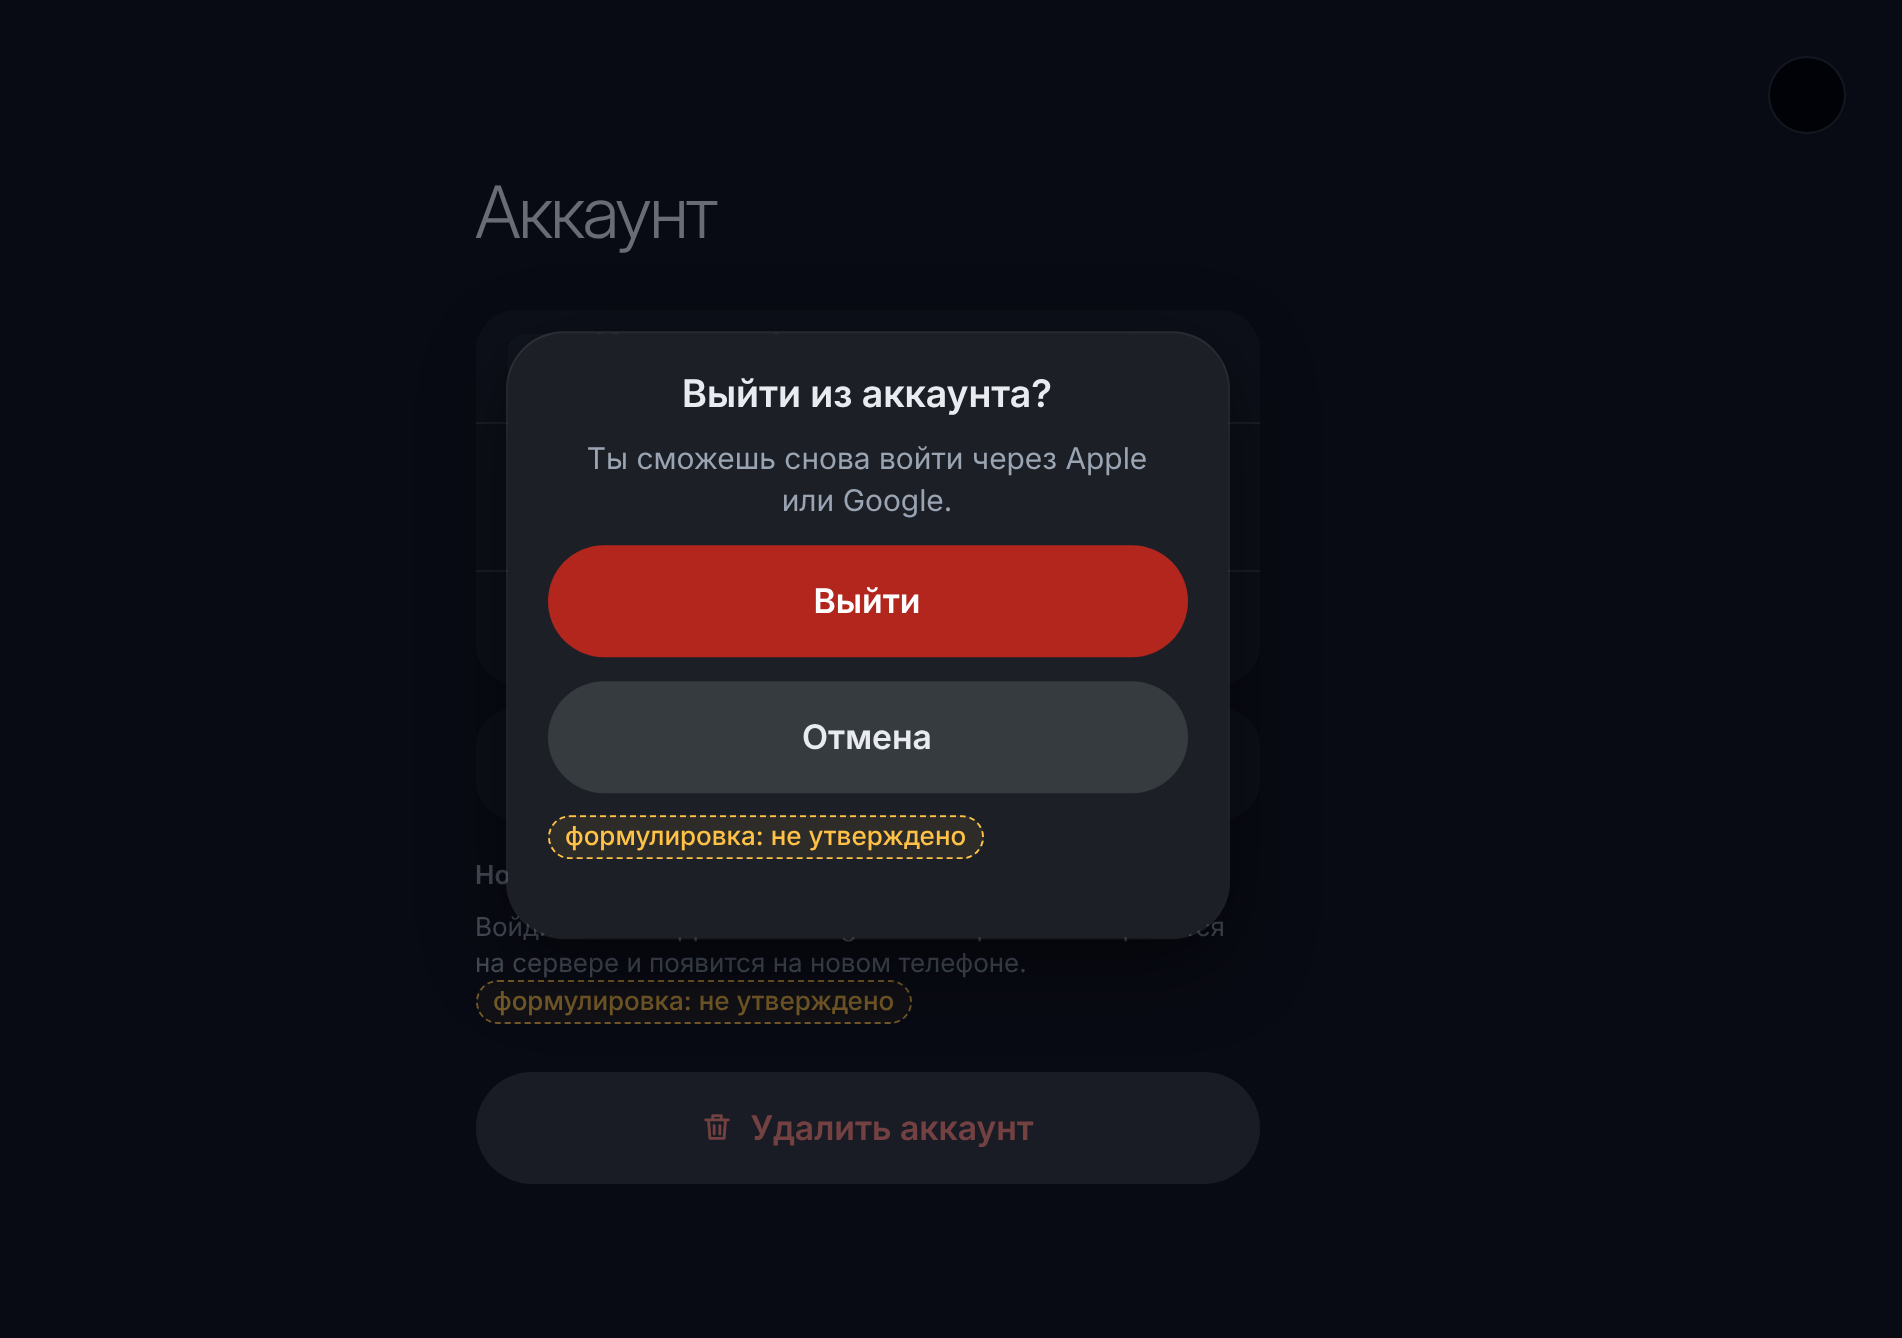 Аккаунт
Выйти из аккаунта?
Ты сможешь снова войти через Apple
или Google.
Выйти
Отмена
формулировка: не утверждено
на сервере и появится на новом телефоне.
формулировка: не утверждено
Удалить аккаунт